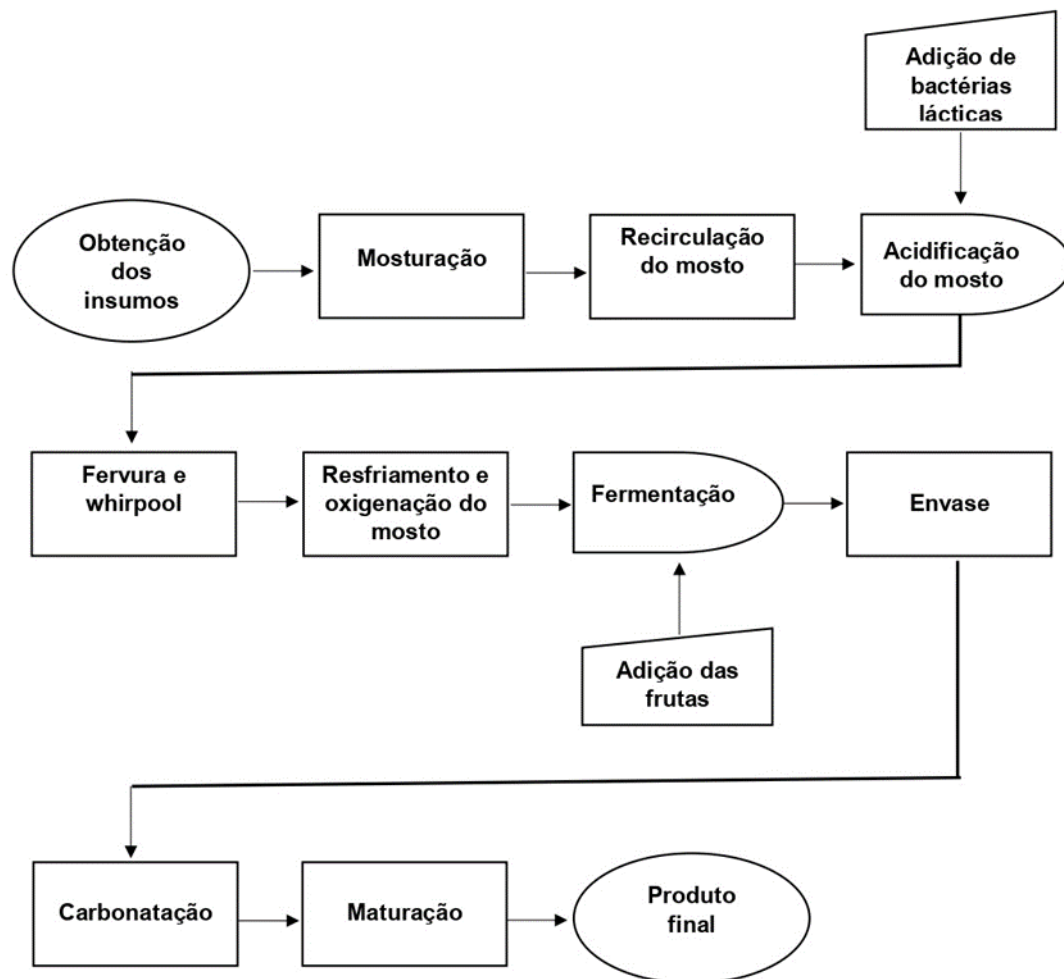 Adição de
bactérias
lácticas
Obtenção
dos
insumos
Mosturação
Recirculação
do mosto
Acidificação
do mosto
Fervura e
whirpool
Resfriamento e
oxigenação do
mosto
Fermentação
Envase
Adição das
frutas
Carbonatação
Maturação
Produto
final